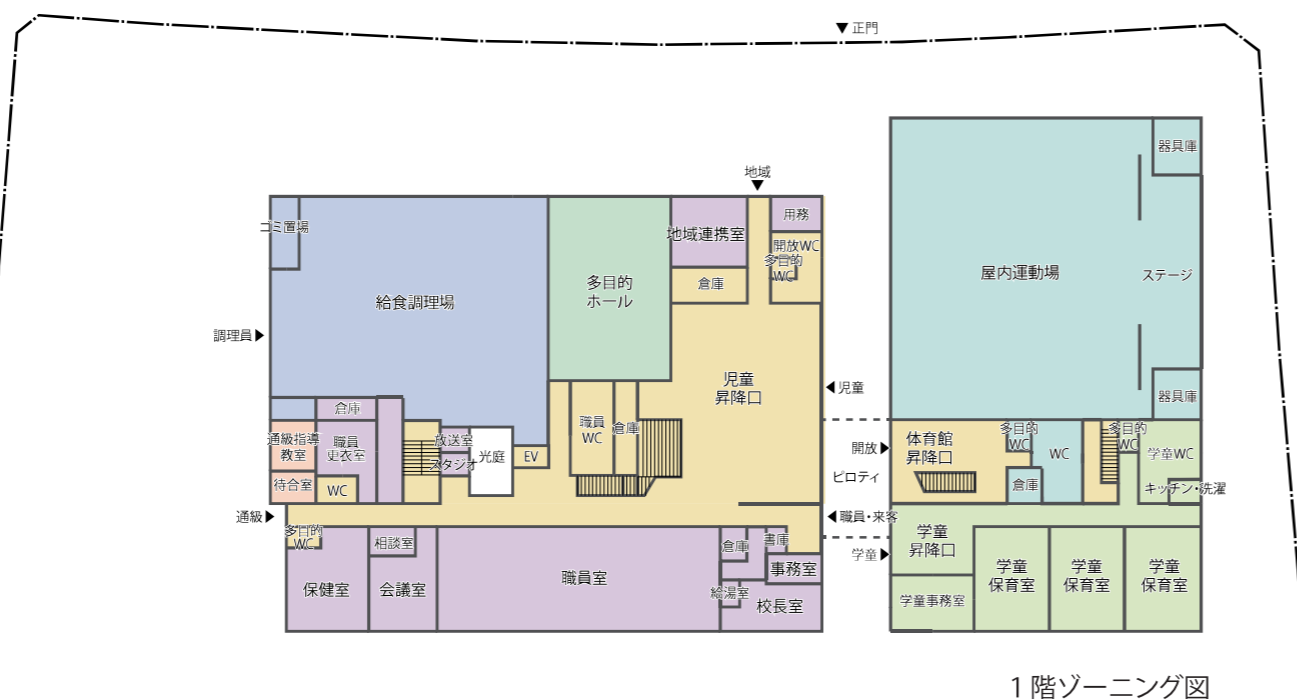 ▼正門
地域
▼
ゴミ置場
給食調理場
調理員▶
多目的
ホール
地域連携室
倉庫
用務
開放WC
多目的
WC
児童
昇降口
◀児童
倉庫
通級指導
教室
職員
更衣室
待合室
WC
放送室
スタジオ
光庭
EV
職員
WC
倉庫
通級▶
◀職員・来客
多目的
WC
相談室
保健室
会議室
職員室
倉庫
書庫
事務室
給湯室
校長室
器具庫
屋内運動場
ステージ
器具庫
開放▶
ピロティ
体育館
昇降口
多目的
WC
WC
倉庫
多目的
WC
学童WC
キッチン・洗濯
学童▶
学童
昇降口
学童事務室
学童
保育室
学童
保育室
学童
保育室
1階ゾーニング図